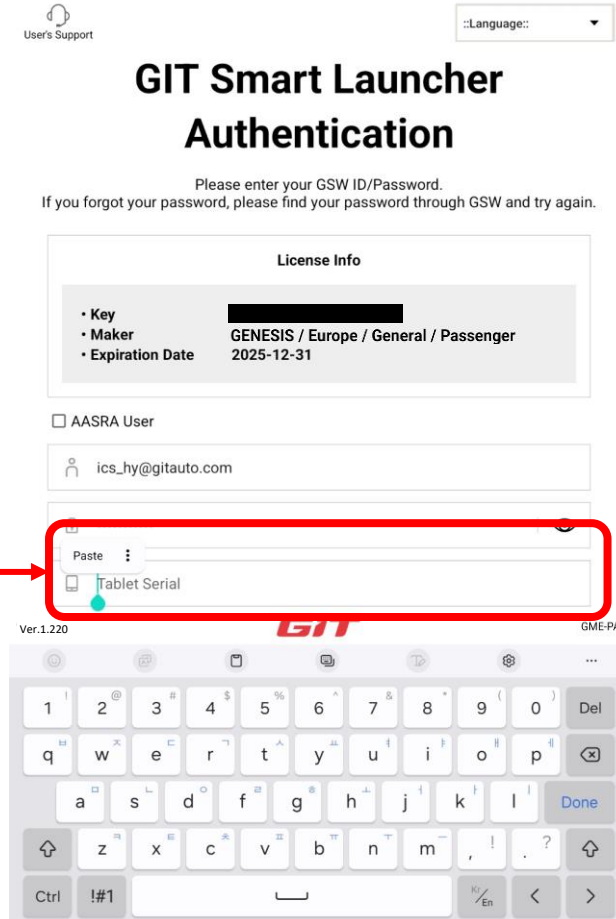 User's Support
::Language::
GIT Smart Launcher
Authentication
Please enter your GSW ID/Password.
If you forgot your password, please find your password through GSW and try again.
License Info
• Key
• Maker GENESIS / Europe / General / Passenger
• Expiration Date 2025-12-31
AASRA User
ics_hy@gitauto.com
Paste
Tablet Serial
Ver.1.220
GIT
GME-PA
1 ! 2 @ 3 # 4 $ 5 % 6 ^ 7 & 8 * 9 ( 0 ) Del
q ㅂ w ㅈ e ㄷ r ㄱ t ㅅ y ㅛ u ㅕ i ㅑ o ㅐ p ㅔ
a ㅁ s ㄴ d ㅇ f ㄹ g ㅎ h ㅗ j ㅓ k ㅏ l ㅣ Done
z ㅋ x ㅌ c ㅊ v ㅍ b ㅠ n ㅜ m ㅡ , ! . ?
Ctrl !#1 Kr/En < >